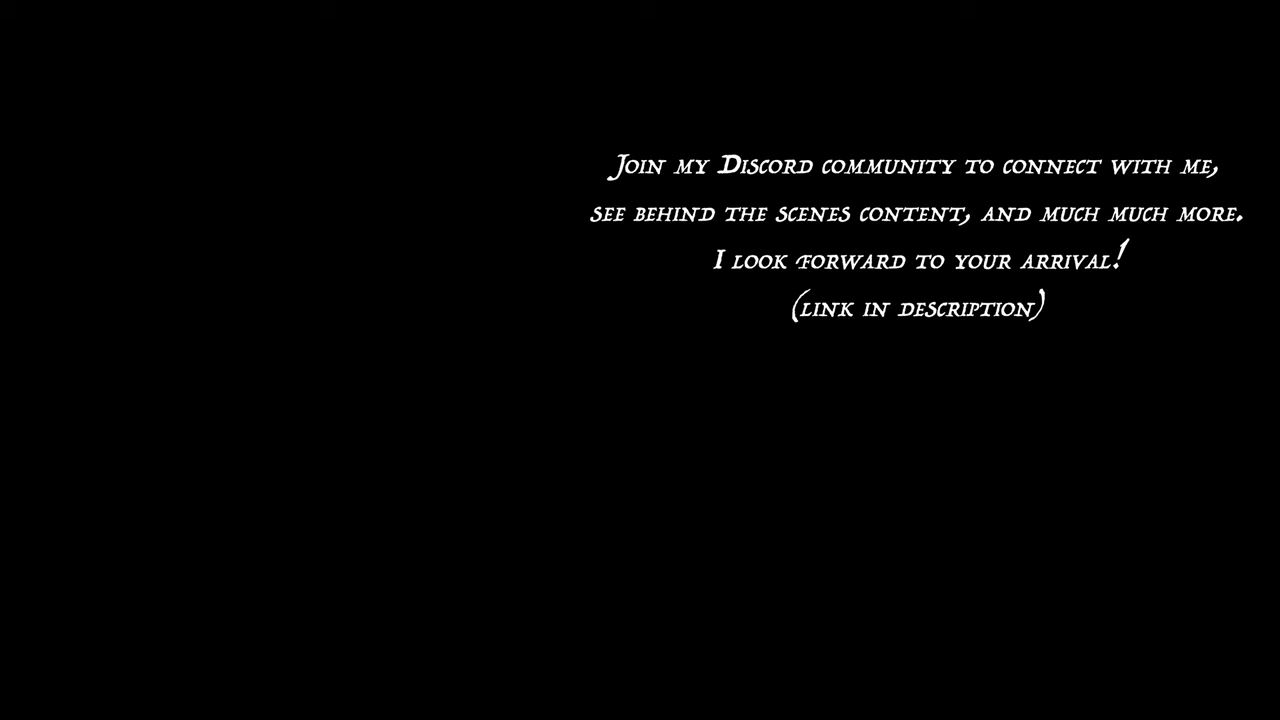 Join my Discord community to connect with me,
see behind the scenes content, and much much more.
I look forward to your arrival!
(link in description)